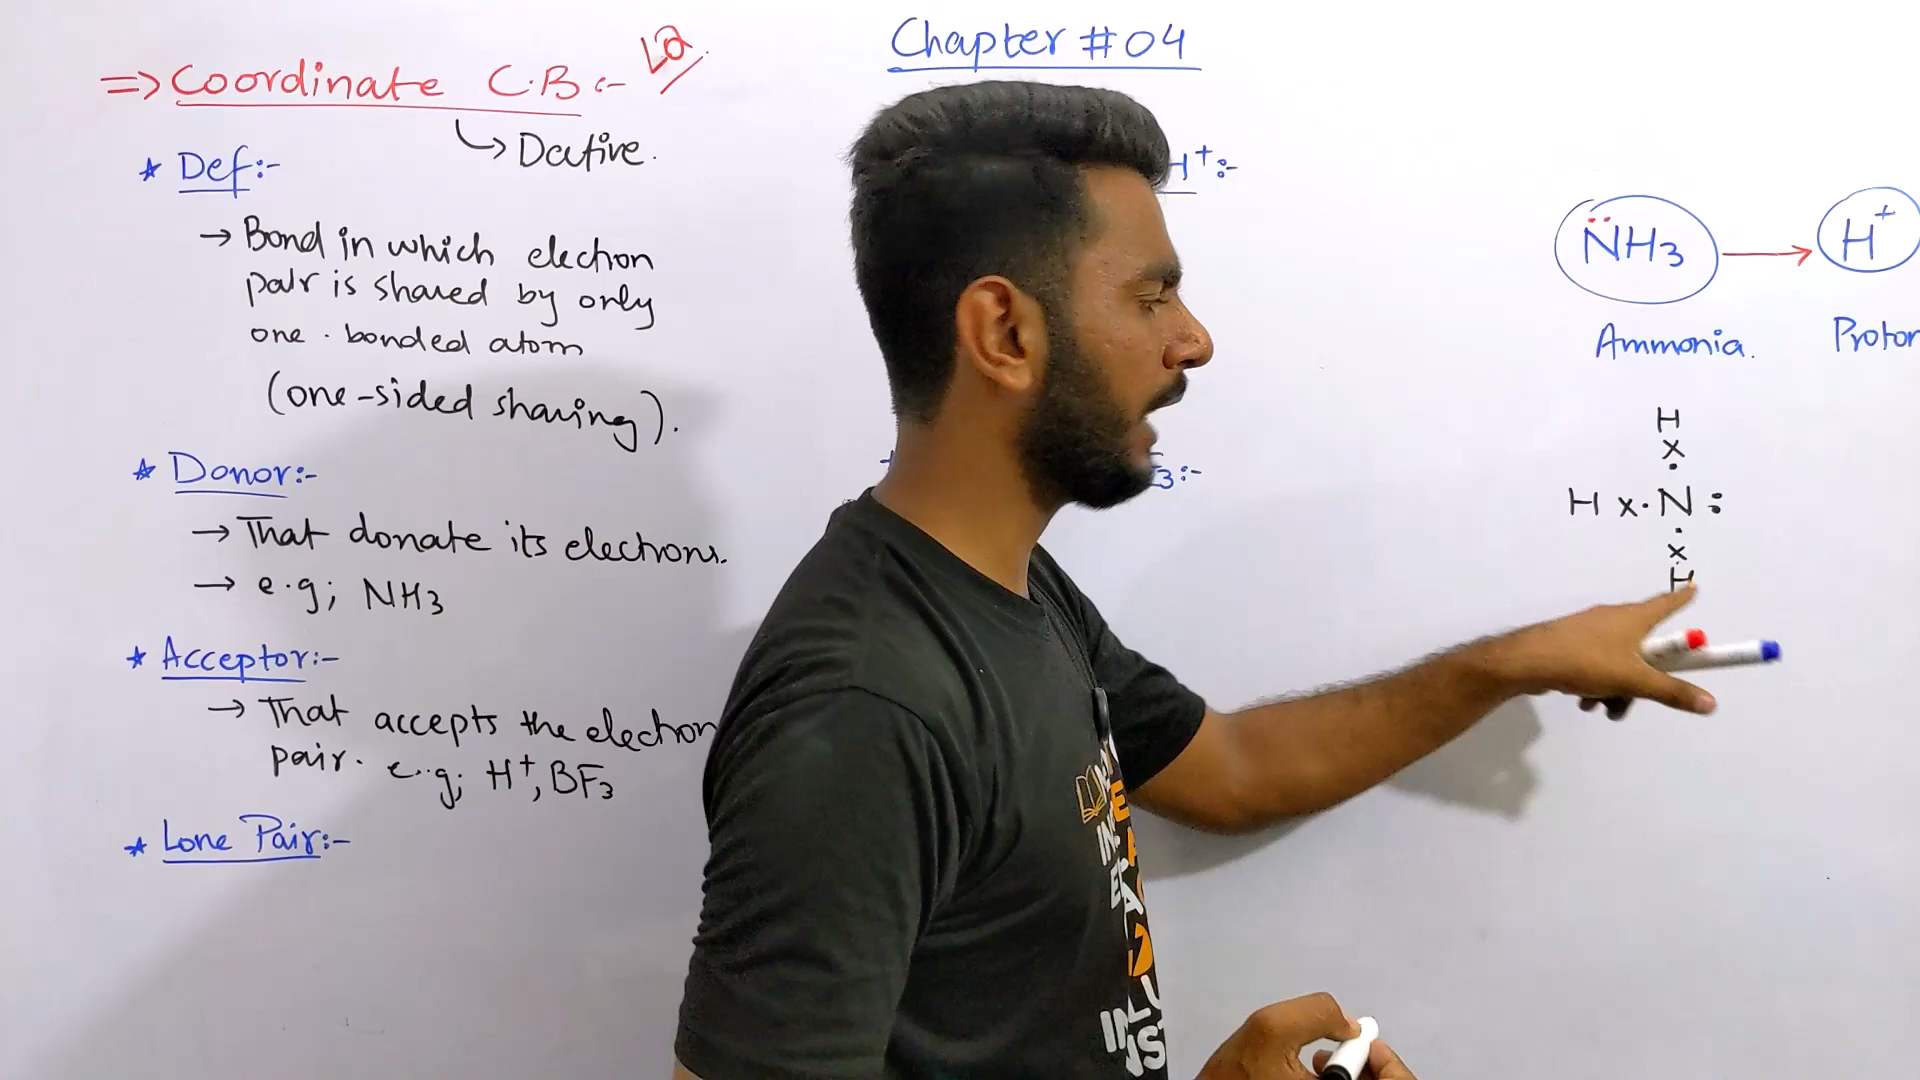 Chapter #04
=> Coordinate C.B:- LQ
↳ Dative.
* Def:-
→ Bond in which election
pair is shared by only
one bonded atom
(one-sided sharing).
* Donor:-
→ That donate its electrons.
→ e.g; NH3
* Acceptor:-
→ That accepts the electron
pair. e.g; H+, BF3
* Lone Pair:-
H+:-
3:-
NH3 → H+
Ammonia. Proton
H
x
.
H x. N :
.
x
H